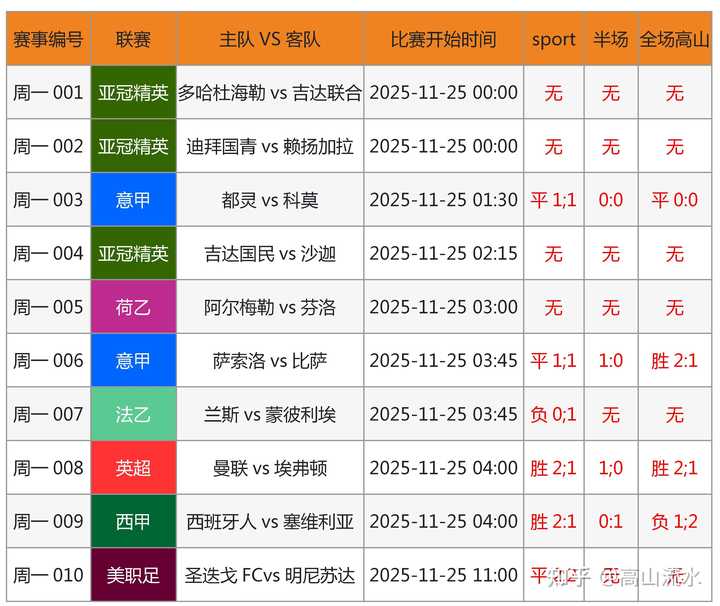 赛事编号 联赛 主队 VS 客队 比赛开始时间 sport 半场 全场高山
周一 001 亚冠精英 多哈杜海勒 vs 吉达联合 2025-11-25 00:00 无 无 无
周一 002 亚冠精英 迪拜国青 vs 赖扬加拉 2025-11-25 00:00 无 无 无
周一 003 意甲 都灵 vs 科莫 2025-11-25 01:30 平 1;1 0:0 平 0:0
周一 004 亚冠精英 吉达国民 vs 沙迦 2025-11-25 02:15 无 无 无
周一 005 荷乙 阿尔梅勒 vs 芬洛 2025-11-25 03:00 无 无 无
周一 006 意甲 萨索洛 vs 比萨 2025-11-25 03:45 平 1;1 1:0 胜 2:1
周一 007 法乙 兰斯 vs 蒙彼利埃 2025-11-25 03:45 负 0;1 无 无
周一 008 英超 曼联 vs 埃弗顿 2025-11-25 04:00 胜 2;1 1;0 胜 2;1
周一 009 西甲 西班牙人 vs 塞维利亚 2025-11-25 04:00 胜 2:1 0:1 负 1;2
周一 010 美职足 圣迭戈 FCvs 明尼苏达 2025-11-25 11:00 平 无 无
知乎 @高山流水